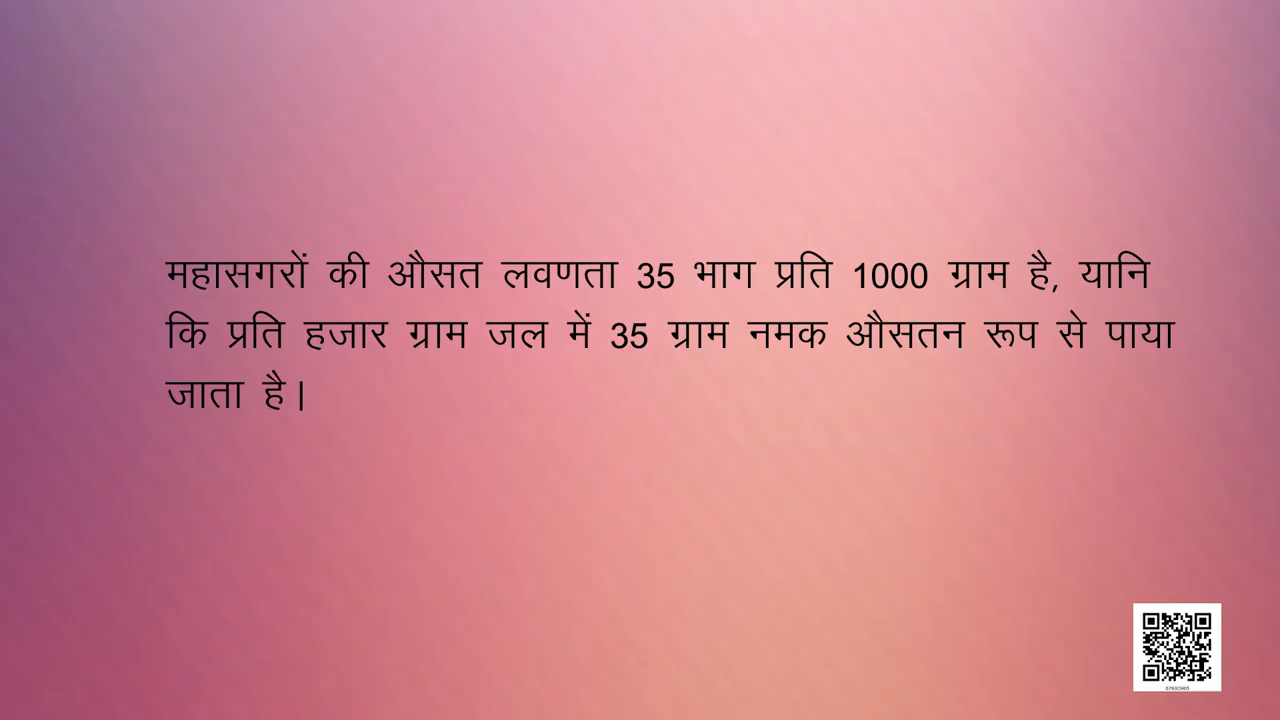 महासगरों की औसत लवणता 35 भाग प्रति 1000 ग्राम है, यानि
कि प्रति हजार ग्राम जल में 35 ग्राम नमक औसतन रूप से पाया
जाता है।